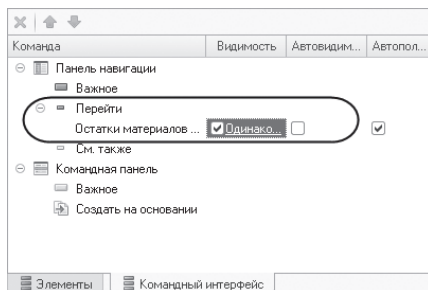 Команда Видимость Автовидим... Автопол...
Панель навигации
Важное
Перейти
Остатки материалов ... Одинако...
См. также
Командная панель
Важное
Создать на основании
Элементы Командный интерфейс